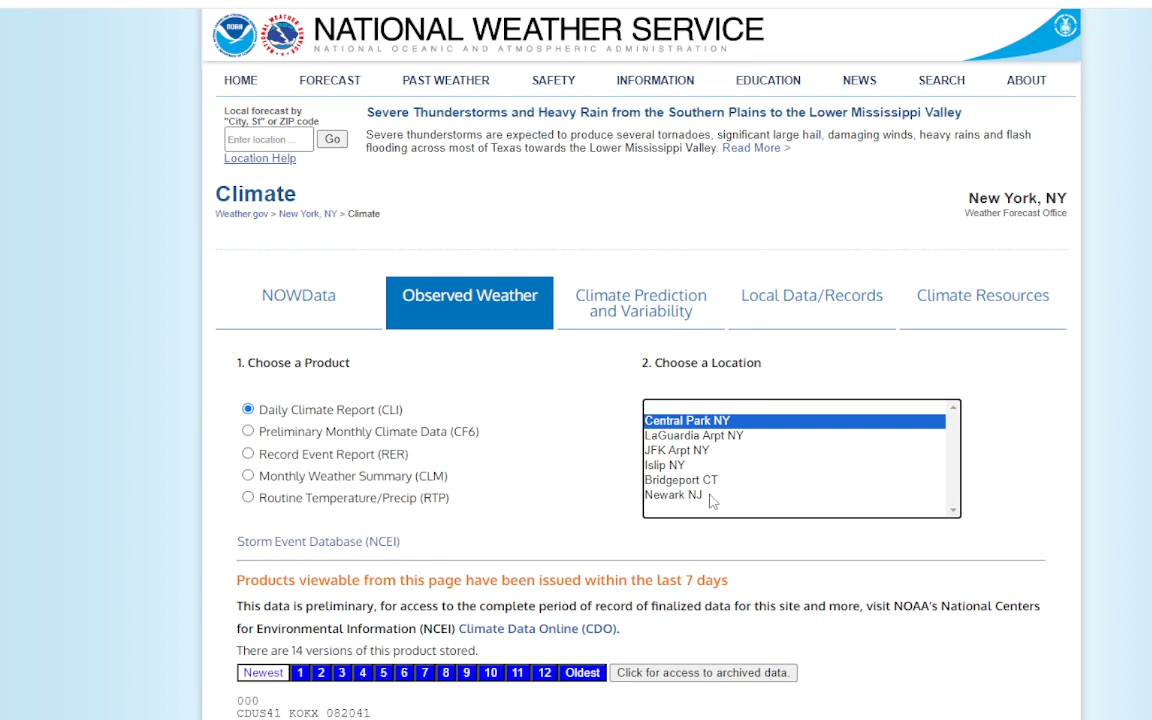 NATIONAL WEATHER SERVICE
NATIONAL OCEANIC AND ATMOSPHERIC ADMINISTRATION
HOME FORECAST PAST WEATHER SAFETY INFORMATION EDUCATION NEWS SEARCH ABOUT
Local forecast by
"City, St" or ZIP code
Enter location ...
Go
Location Help
Severe Thunderstorms and Heavy Rain from the Southern Plains to the Lower Mississippi Valley
Severe thunderstorms are expected to produce several tornadoes, significant large hail, damaging winds, heavy rains and flash
flooding across most of Texas towards the Lower Mississippi Valley. Read More >
Climate
Weather.gov > New York, NY > Climate
New York, NY
Weather Forecast Office
NOWData
Observed Weather
Climate Prediction
and Variability
Local Data/Records
Climate Resources
1. Choose a Product
Daily Climate Report (CLI)
Preliminary Monthly Climate Data (CF6)
Record Event Report (RER)
Monthly Weather Summary (CLM)
Routine Temperature/Precip (RTP)
2. Choose a Location
Central Park NY
LaGuardia Arpt NY
JFK Arpt NY
Islip NY
Bridgeport CT
Newark NJ
Storm Event Database (NCEI)
Products viewable from this page have been issued within the last 7 days
This data is preliminary, for access to the complete period of record of finalized data for this site and more, visit NOAA's National Centers
for Environmental Information (NCEI) Climate Data Online (CDO).
There are 14 versions of this product stored.
Newest 1 2 3 4 5 6 7 8 9 10 11 12 Oldest Click for access to archived data.
000
CDUS41 KOKX 082041